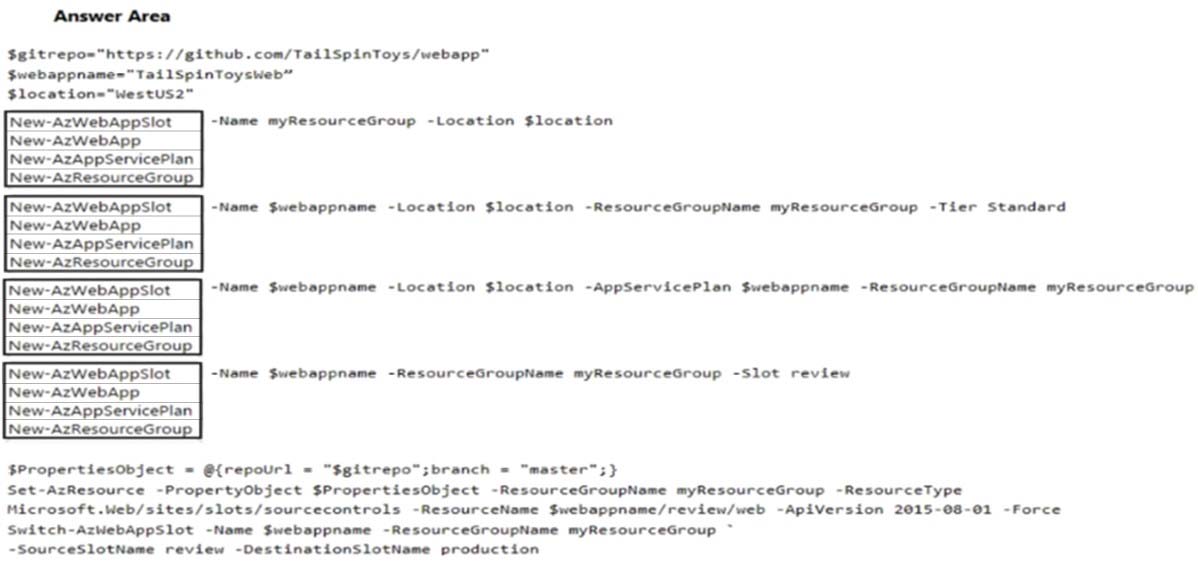 Answer Area
$gitrepo="https://github.com/TailSpinToys/webapp"
$webappname="TailSpinToysWeb"
$location="WestUS2"
New-AzWebAppSlot -Name myResourceGroup -Location $location
New-AzWebApp
New-AzAppServicePlan
New-AzResourceGroup
New-AzWebAppSlot -Name $webappname -Location $location -ResourceGroupName myResourceGroup -Tier Standard
New-AzWebApp
New-AzAppServicePlan
New-AzResourceGroup
New-AzWebAppSlot -Name $webappname -Location $location -AppServicePlan $webappname -ResourceGroupName myResourceGroup
New-AzWebApp
New-AzAppServicePlan
New-AzResourceGroup
New-AzWebAppSlot -Name $webappname -ResourceGroupName myResourceGroup -Slot review
New-AzWebApp
New-AzAppServicePlan
New-AzResourceGroup
$PropertiesObject = @{repoUrl = "$gitrepo";branch = "master";}
Set-AzResource -PropertyObject $PropertiesObject -ResourceGroupName myResourceGroup -ResourceType
Microsoft.Web/sites/slots/sourcecontrols -ResourceName $webappname/review/web -ApiVersion 2015-08-01 -Force
Switch-AzWebAppSlot -Name $webappname -ResourceGroupName myResourceGroup `
-SourceSlotName review -DestinationSlotName production